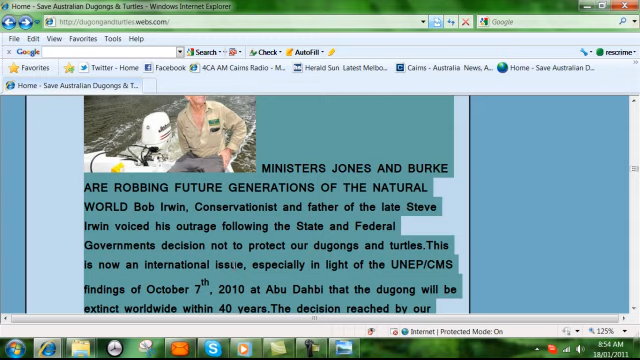 Home - Save Australian Dugongs & Turtles - Windows Internet Explorer
http://dugongandturtles.webs.com/
Google
File Edit View Favorites Tools Help
Google Search Check AutoFill rescrime
Favorites Twitter - Home Facebook 4CA AM Cairns Radio - M... Herald Sun Latest Melbo... Cairns - Australia News, A... Home - Save Australian D...
Home - Save Australian Dugongs & T...
MINISTERS JONES AND BURKE
ARE ROBBING FUTURE GENERATIONS OF THE NATURAL
WORLD Bob Irwin, Conservationist and father of the late Steve
Irwin voiced his outrage following the State and Federal
Governments decision not to protect our dugongs and turtles.This
is now an international issue, especially in light of the UNEP/CMS
findings of October 7th, 2010 at Abu Dahbi that the dugong will be
extinct worldwide within 40 years.The decision reached by our
Internet | Protected Mode: On 125%
8:54 AM
18/01/2011